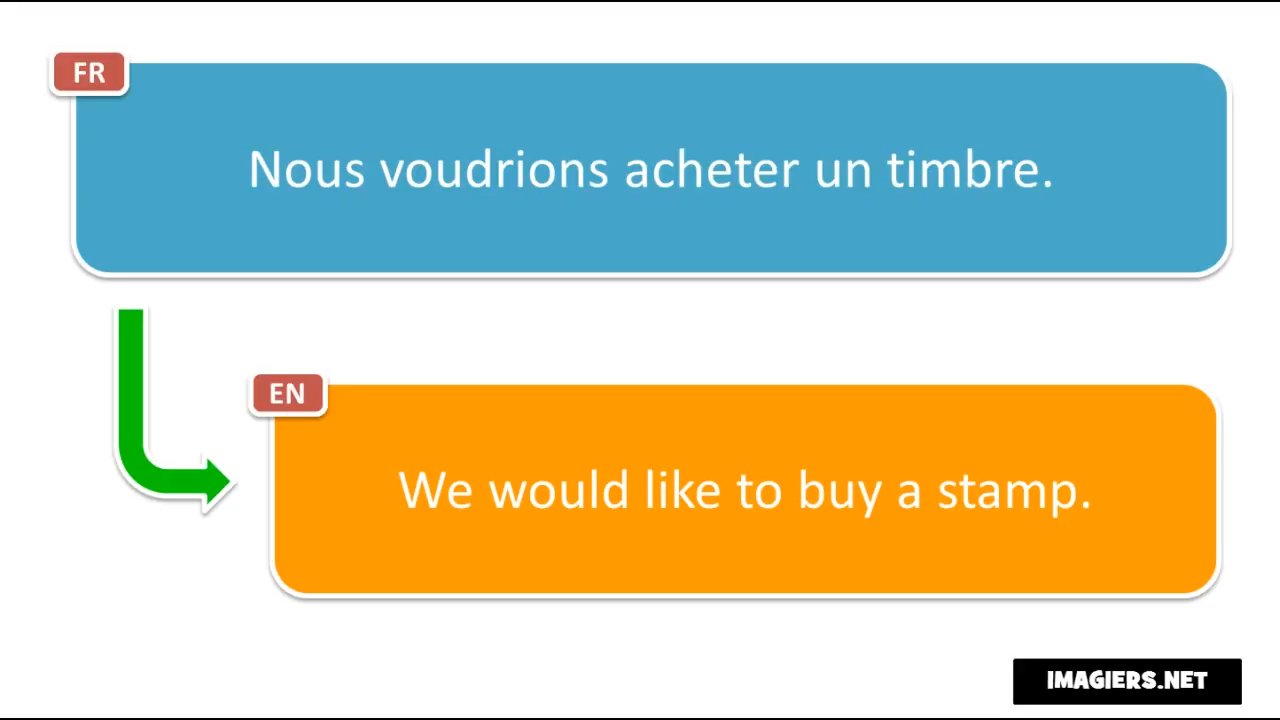 FR
Nous voudrions acheter un timbre.
EN
We would like to buy a stamp.
IMAGIERS.NET